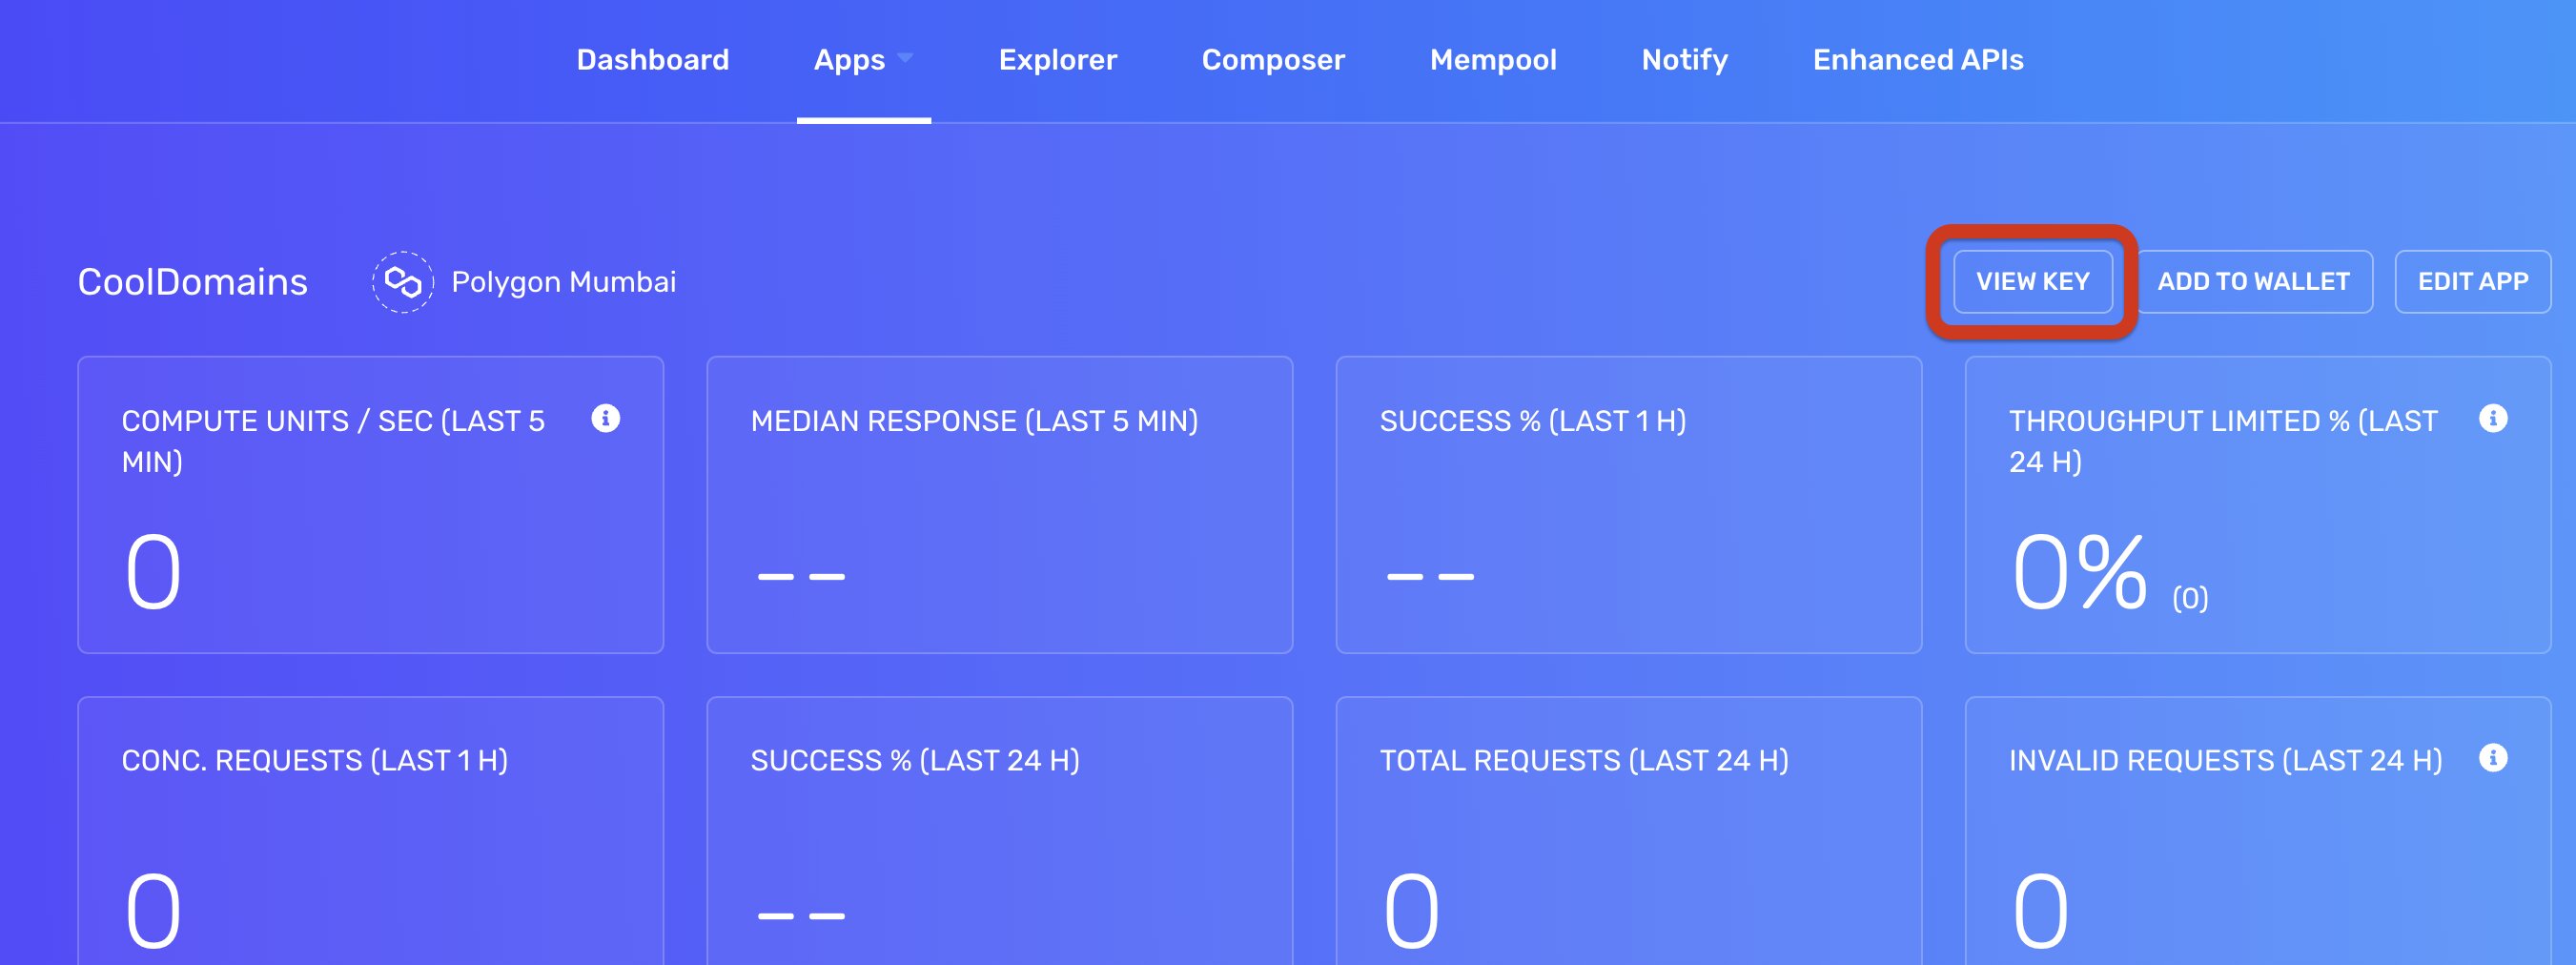 Dashboard Apps Explorer Composer Mempool Notify Enhanced APIs
CoolDomains Polygon Mumbai VIEW KEY ADD TO WALLET EDIT APP
COMPUTE UNITS / SEC (LAST 5
MIN)
0
MEDIAN RESPONSE (LAST 5 MIN)
– –
SUCCESS % (LAST 1 H)
– –
THROUGHPUT LIMITED % (LAST
24 H)
0% (0)
CONC. REQUESTS (LAST 1 H)
0
SUCCESS % (LAST 24 H)
– –
TOTAL REQUESTS (LAST 24 H)
0
INVALID REQUESTS (LAST 24 H)
0